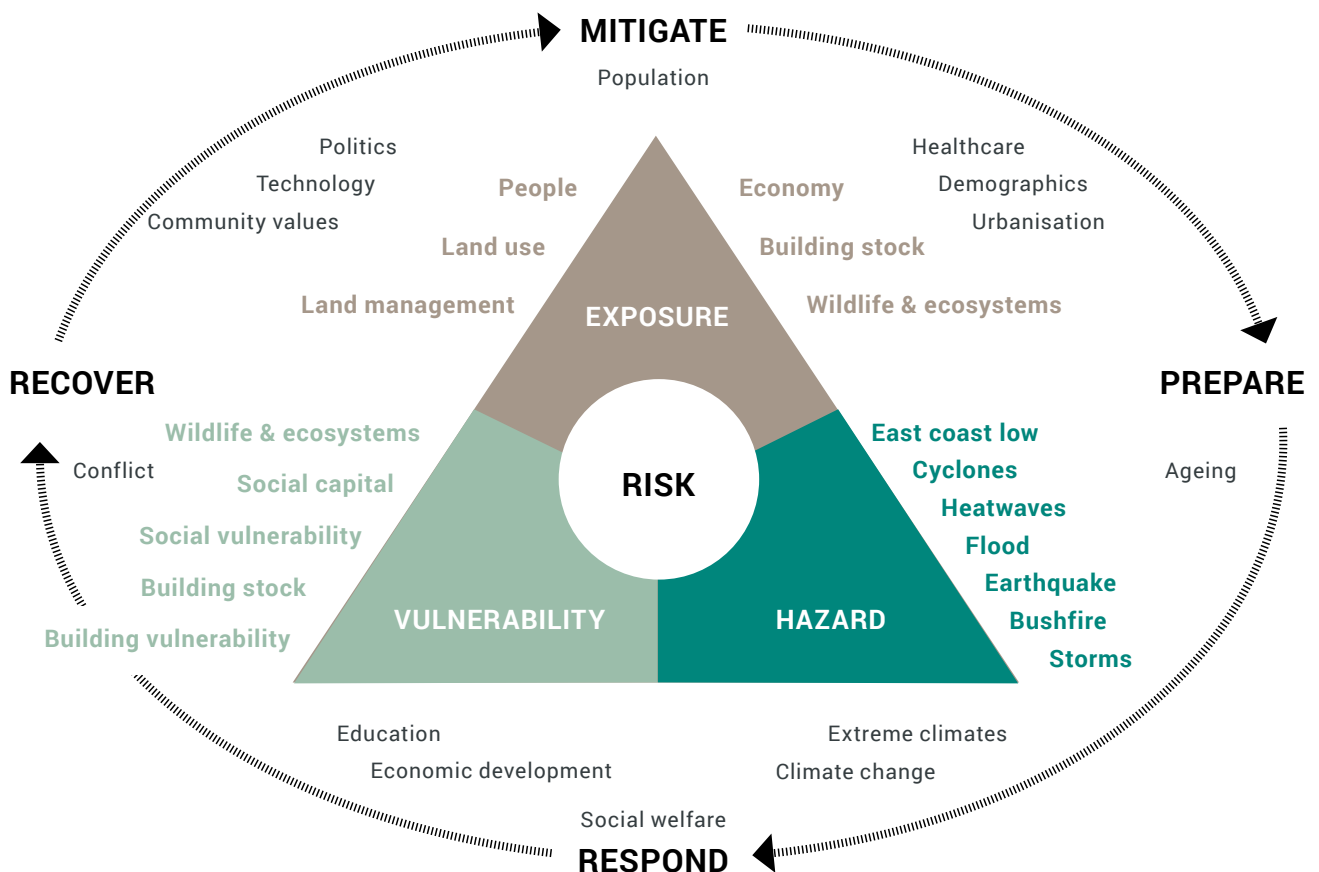 MITIGATE
Population
Politics
Technology
Community values
Healthcare
Demographics
Urbanisation
People
Land use
Land management
Economy
Building stock
Wildlife & ecosystems
EXPOSURE
RECOVER
PREPARE
Wildlife & ecosystems
Social capital
Social vulnerability
Building stock
Building vulnerability
Conflict
RISK
East coast low
Cyclones
Heatwaves
Flood
Earthquake
Bushfire
Storms
Ageing
VULNERABILITY
HAZARD
Education
Economic development
Extreme climates
Climate change
Social welfare
RESPOND